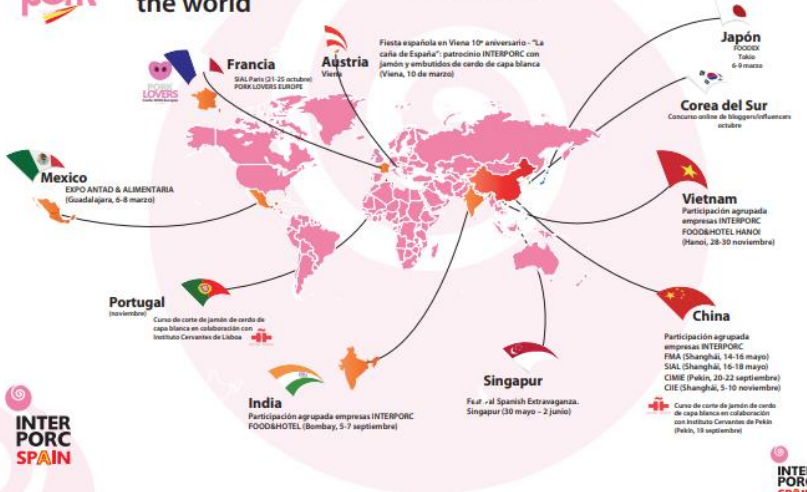 pork
the world
Francia
SIAL París (21-25 octubre)
PORK LOVERS EUROPE
PORK
LOVERS
Austria
Viena
Fiesta española en Viena 10º aniversario - "La
caña de España": patrocinio INTERPORC con
jamón y embutidos de cerdo de capa blanca
(Viena, 10 de marzo)
Japón
FOODEX
Tokio
6-9 marzo
Corea del Sur
Concurso online de bloggers/influencers
octubre
Mexico
EXPO ANTAD & ALIMENTARIA
(Guadalajara, 6-8 marzo)
Vietnam
Participación agrupada
empresas INTERPORC
FOOD&HOTEL HANOI
(Hanoi, 28-30 noviembre)
Portugal
(noviembre)
Curso de corte de jamón de cerdo de
capa blanca en colaboración con
Instituto Cervantes de Lisboa
China
Participación agrupada
empresas INTERPORC
FMA (Shanghái, 14-16 mayo)
SIAL (Shanghái, 16-18 mayo)
CIMIE (Pekín, 20-22 septiembre)
CIIE (Shanghái, 5-10 noviembre)
Curso de corte de jamón de cerdo
de capa blanca en colaboración
con Instituto Cervantes de Pekín
(Pekín, 19 septiembre)
Singapur
Spanish Extravaganza.
Singapur (30 mayo – 2 junio)
India
Participación agrupada empresas INTERPORC
FOOD&HOTEL (Bombay, 5-7 septiembre)
INTER
PORC
SPAIN
INTER
PORC
SPAIN